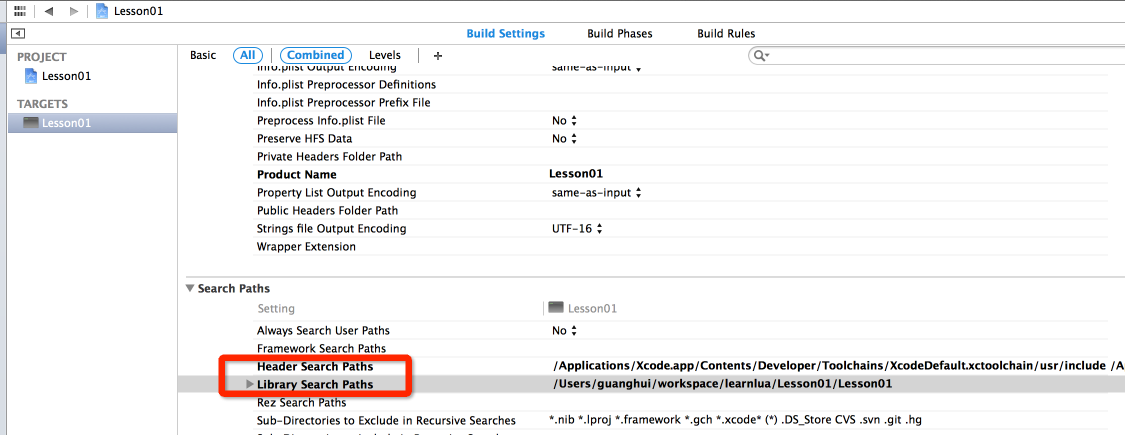 Lesson01
Build Settings Build Phases Build Rules
PROJECT
Lesson01
TARGETS
Lesson01
Basic All Combined Levels +
Info.plist Output Encoding same-as-input
Info.plist Preprocessor Definitions
Info.plist Preprocessor Prefix File
Preprocess Info.plist File No
Preserve HFS Data No
Private Headers Folder Path
Product Name Lesson01
Property List Output Encoding same-as-input
Public Headers Folder Path
Strings file Output Encoding UTF-16
Wrapper Extension
Search Paths
Setting Lesson01
Always Search User Paths No
Framework Search Paths
Header Search Paths /Applications/Xcode.app/Contents/Developer/Toolchains/XcodeDefault.xctoolchain/usr/include /A
Library Search Paths /Users/guanghui/workspace/learnlua/Lesson01/Lesson01
Rez Search Paths
Sub-Directories to Exclude in Recursive Searches *.nib *.lproj *.framework *.gch *.xcode* (*) .DS_Store CVS .svn .git .hg